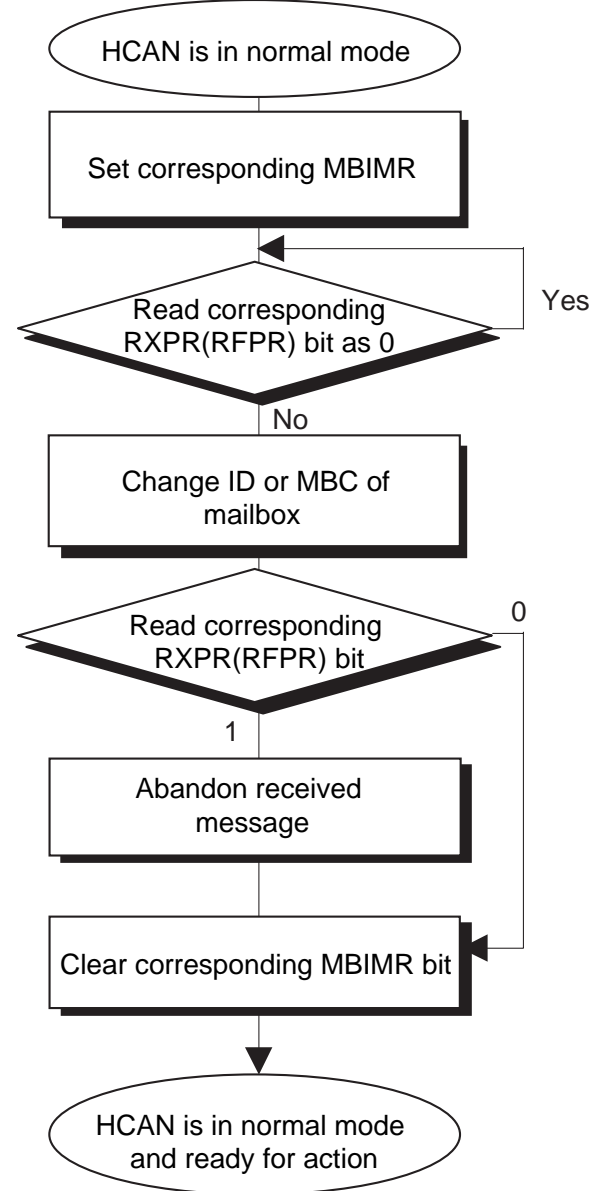 HCAN is in normal mode
Set corresponding MBIMR
Read corresponding
RXPR(RFPR) bit as 0
Yes
No
Change ID or MBC of
mailbox
Read corresponding
RXPR(RFPR) bit
0
1
Abandon received
message
Clear corresponding MBIMR bit
HCAN is in normal mode
and ready for action